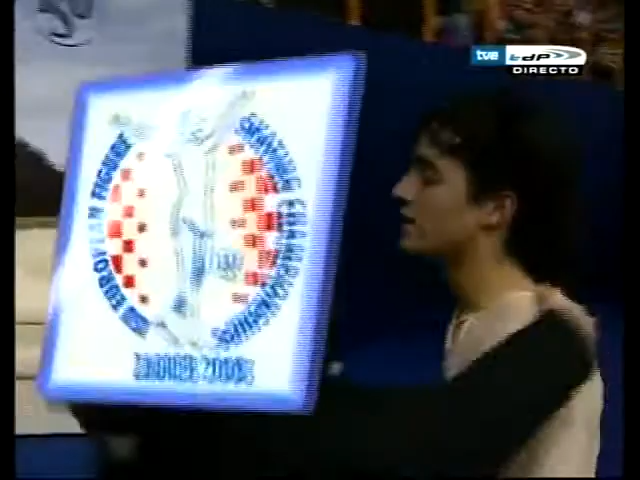 tve tdp
DIRECTO
EUROPEAN FIGURE
SKATING CHAMPIONSHIPS
ZAGREB 2008